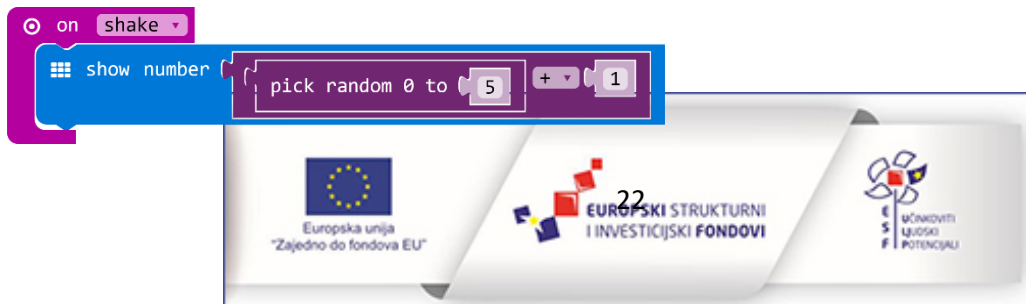 on shake
show number pick random 0 to 5 + 1
22
Europska unija
"Zajedno do fondova EU"
EUROPSKI STRUKTURNI
I INVESTICIJSKI FONDOVI
E UČINKOVITI
S LJUDSKI
F POTENCIJALI